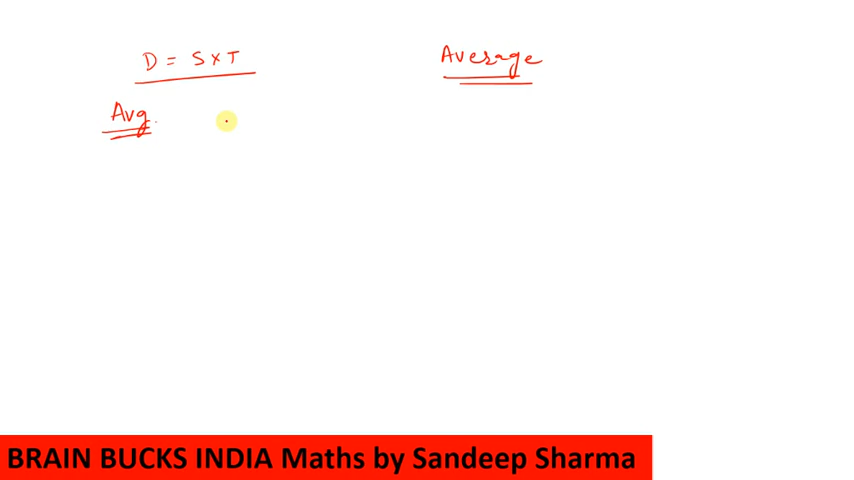 D = S × T
Average
Avg.
BRAIN BUCKS INDIA Maths by Sandeep Sharma